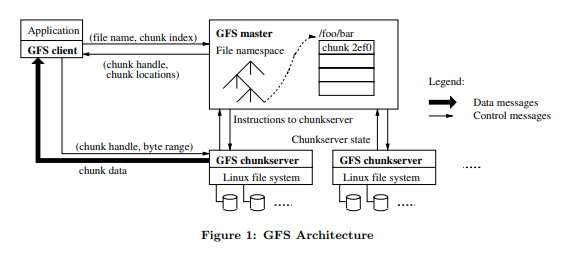 Application
GFS client
(file name, chunk index)
(chunk handle,
chunk locations)
GFS master
File namespace
/foo/bar
chunk 2ef0
Legend:
Data messages
Control messages
Instructions to chunkserver
Chunkserver state
(chunk handle, byte range)
chunk data
GFS chunkserver
Linux file system
GFS chunkserver
Linux file system
Figure 1: GFS Architecture